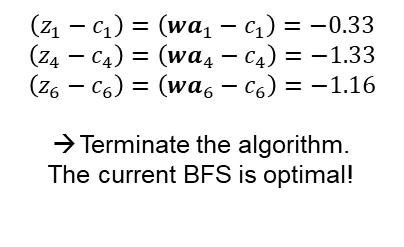 (z₁ − c₁) = (wa₁ − c₁) = −0.33
(z₄ − c₄) = (wa₄ − c₄) = −1.33
(z₆ − c₆) = (wa₆ − c₆) = −1.16
→ Terminate the algorithm.
The current BFS is optimal!